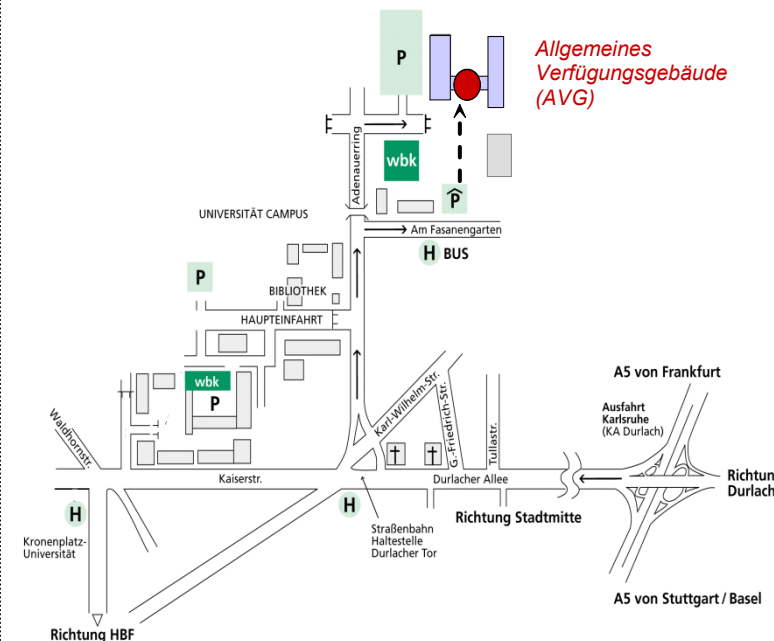 Allgemeines
Verfügungsgebäude
(AVG)
P
Adenauerring
wbk
P
UNIVERSITÄT CAMPUS
Am Fasanengarten
H BUS
P
BIBLIOTHEK
HAUPTEINFAHRT
wbk
P
Karl-Wilhelm-Str.
G.-Friedrich-Str.
Tullastr.
A5 von Frankfurt
Ausfahrt
Karlsruhe
(KA Durlach)
Waldhornstr.
Kaiserstr.
Durlacher Allee
Richtun
Durlach
H
Kronenplatz-
Universität
H
Straßenbahn
Haltestelle
Durlacher Tor
Richtung Stadtmitte
A5 von Stuttgart / Basel
Richtung HBF